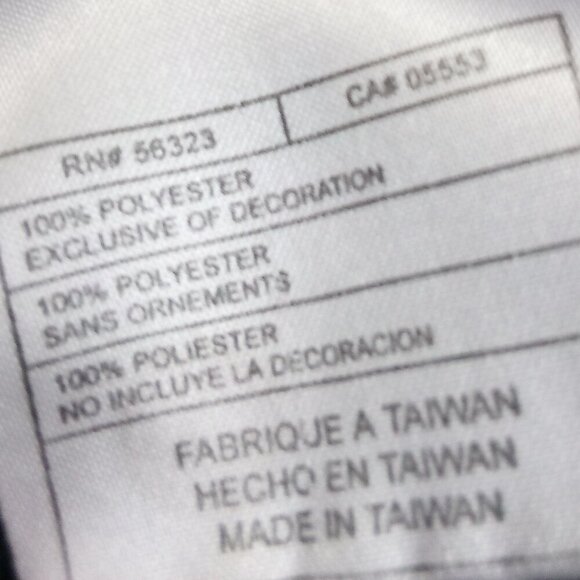 RN# 56323 CA# 05553
100% POLYESTER
EXCLUSIVE OF DECORATION
100% POLYESTER
SANS ORNEMENTS
100% POLIESTER
NO INCLUYE LA DECORACION
FABRIQUE A TAIWAN
HECHO EN TAIWAN
MADE IN TAIWAN